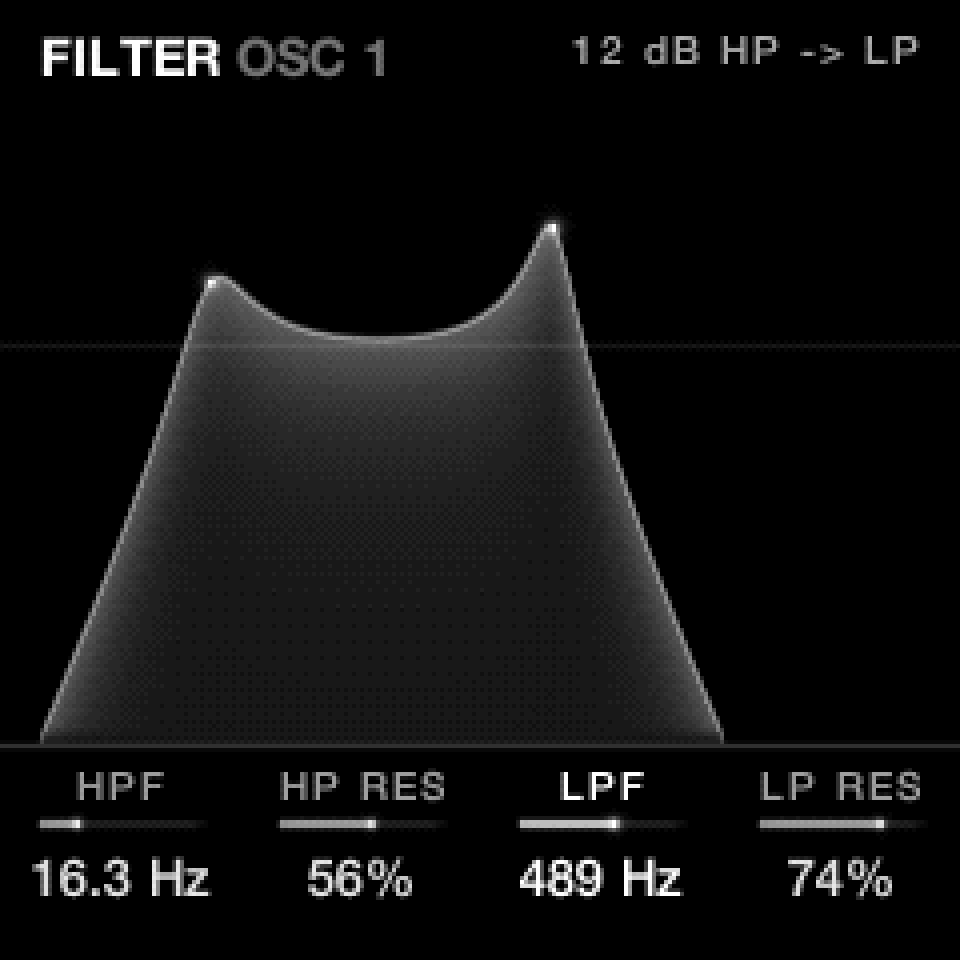 FILTER OSC 1
12 dB HP -> LP
HPF HP RES LPF LP RES
16.3 Hz 56% 489 Hz 74%